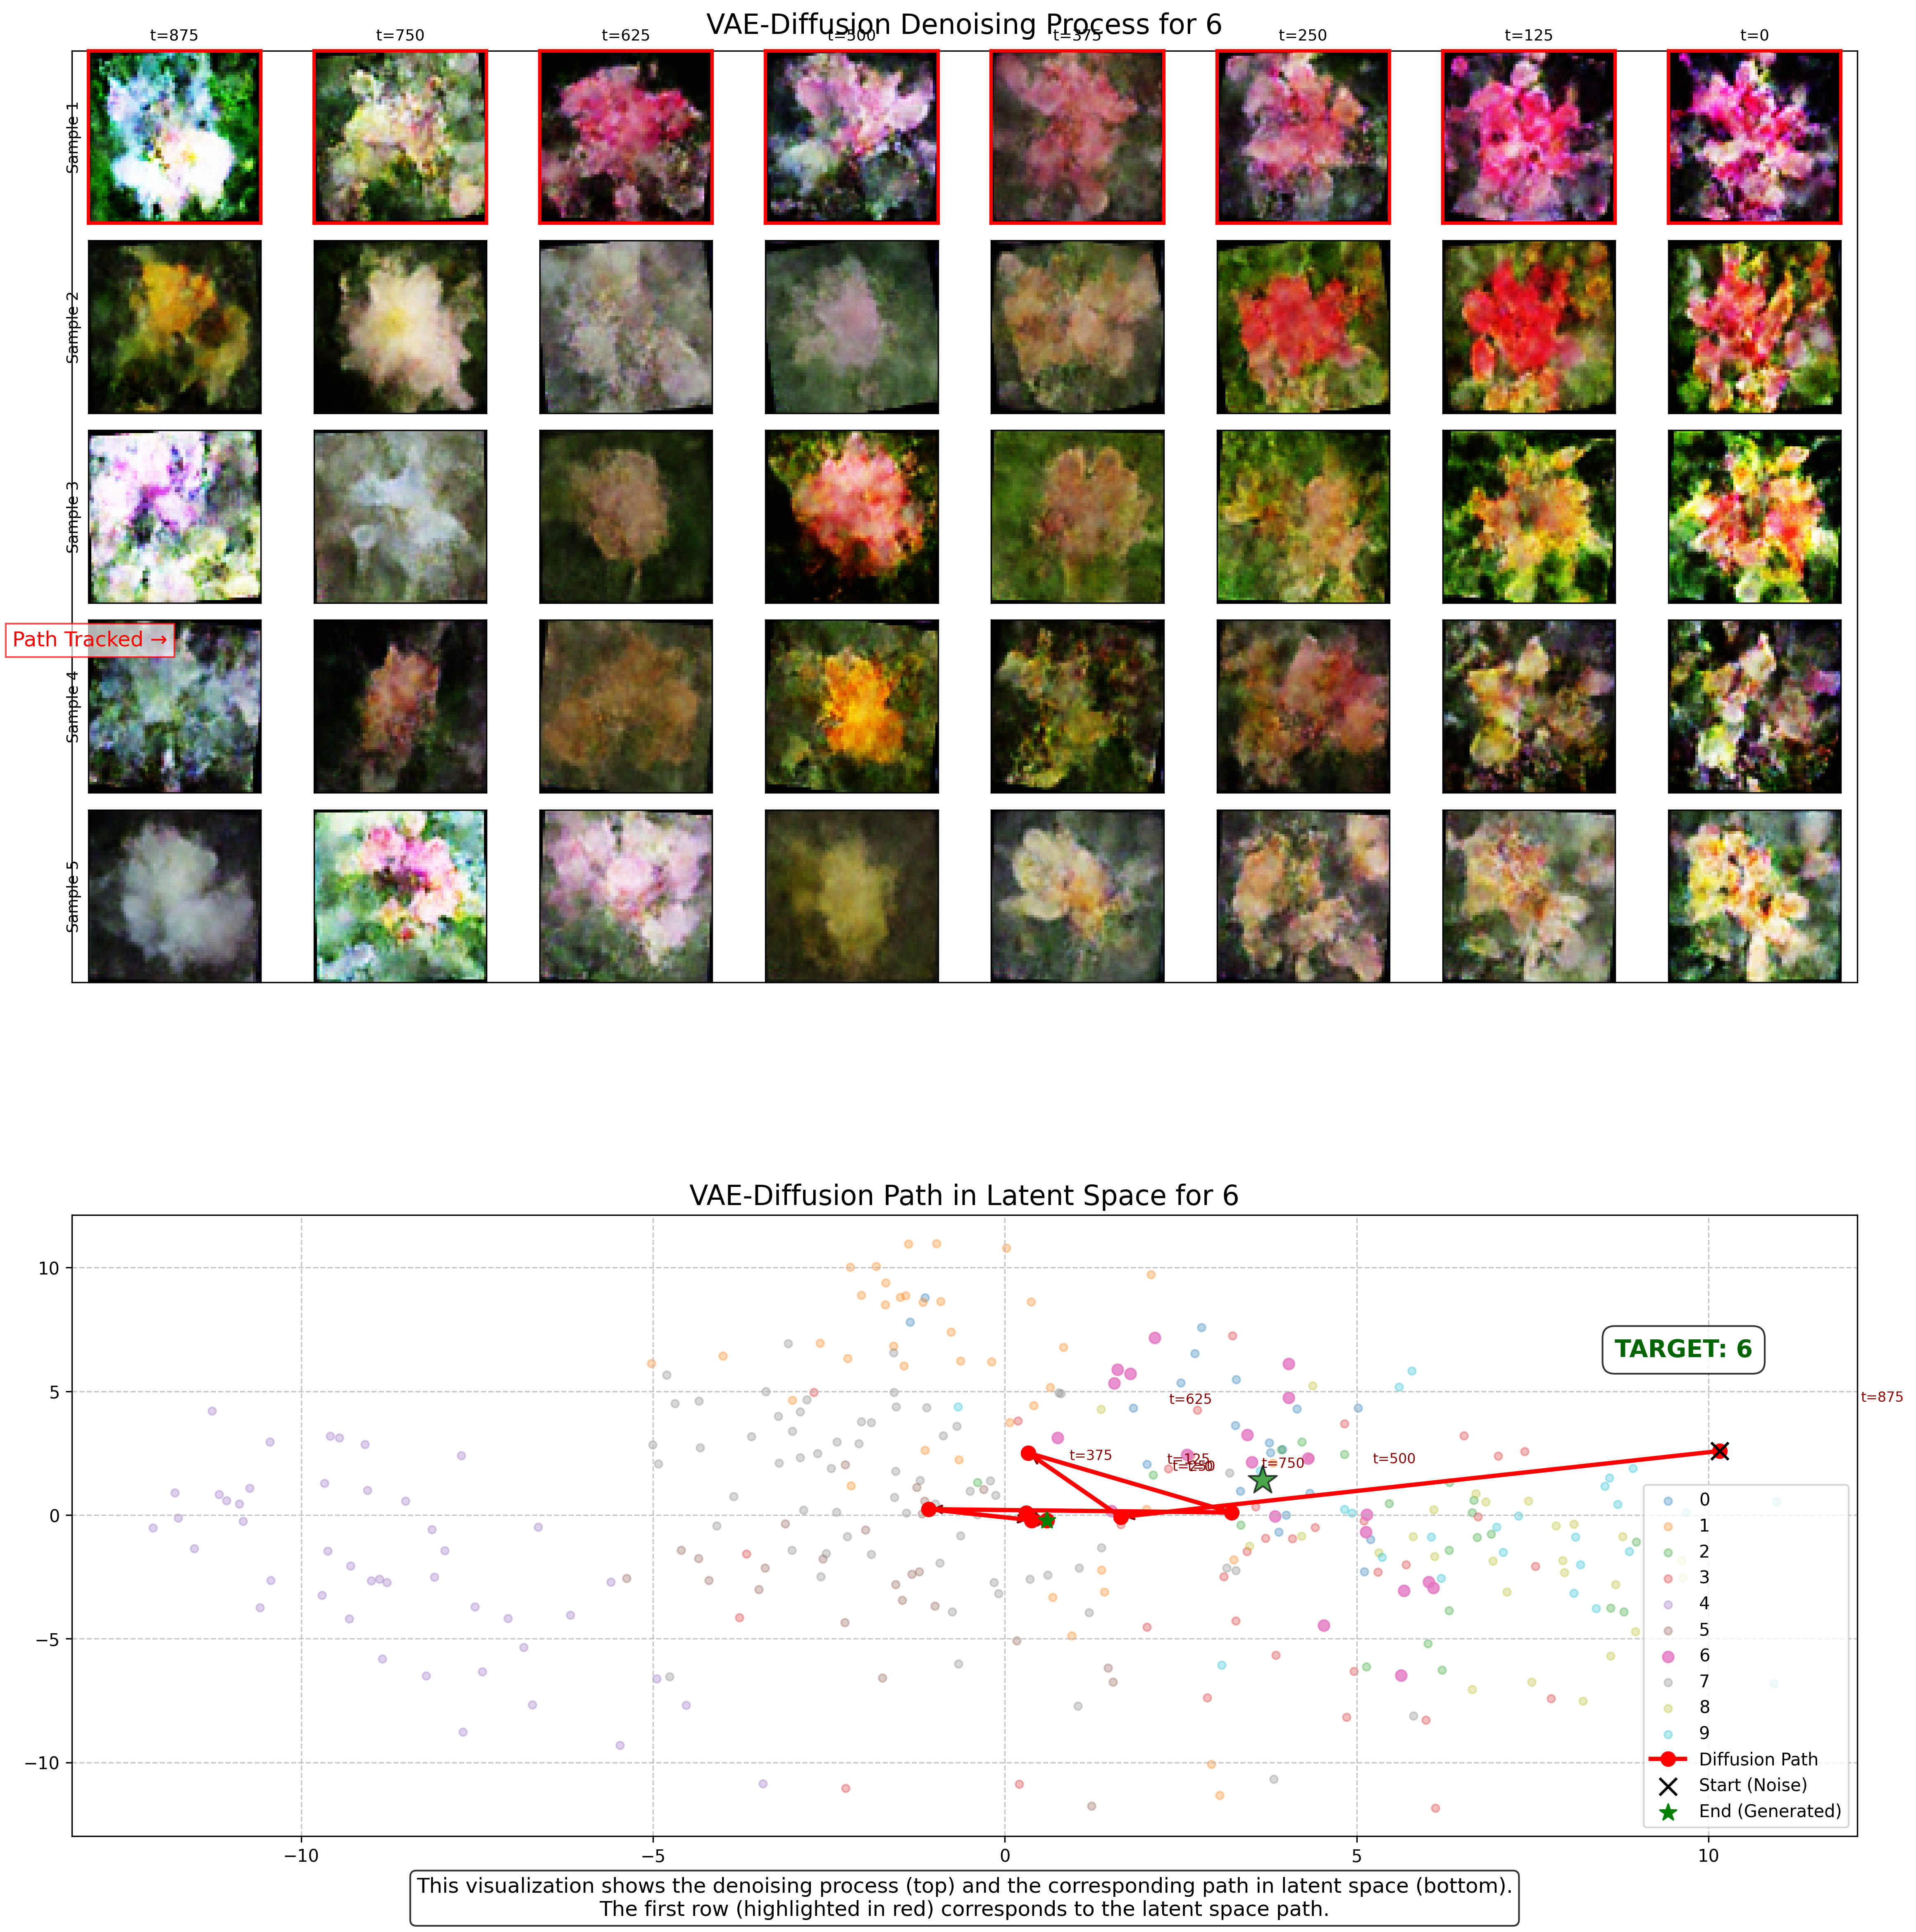 VAE-Diffusion Denoising Process for 6
t=875 t=750 t=625 t=500 t=375 t=250 t=125 t=0
Sample 1
Sample 2
Sample 3
Path Tracked →
Sample 4
Sample 5
VAE-Diffusion Path in Latent Space for 6
10
5
0
−5
−10
TARGET: 6
t=875
t=625
t=375
t=125
t=250
t=750
t=500
0
1
2
3
4
5
6
7
8
9
Diffusion Path
Start (Noise)
End (Generated)
−10 −5 0 5 10
This visualization shows the denoising process (top) and the corresponding path in latent space (bottom).
The first row (highlighted in red) corresponds to the latent space path.